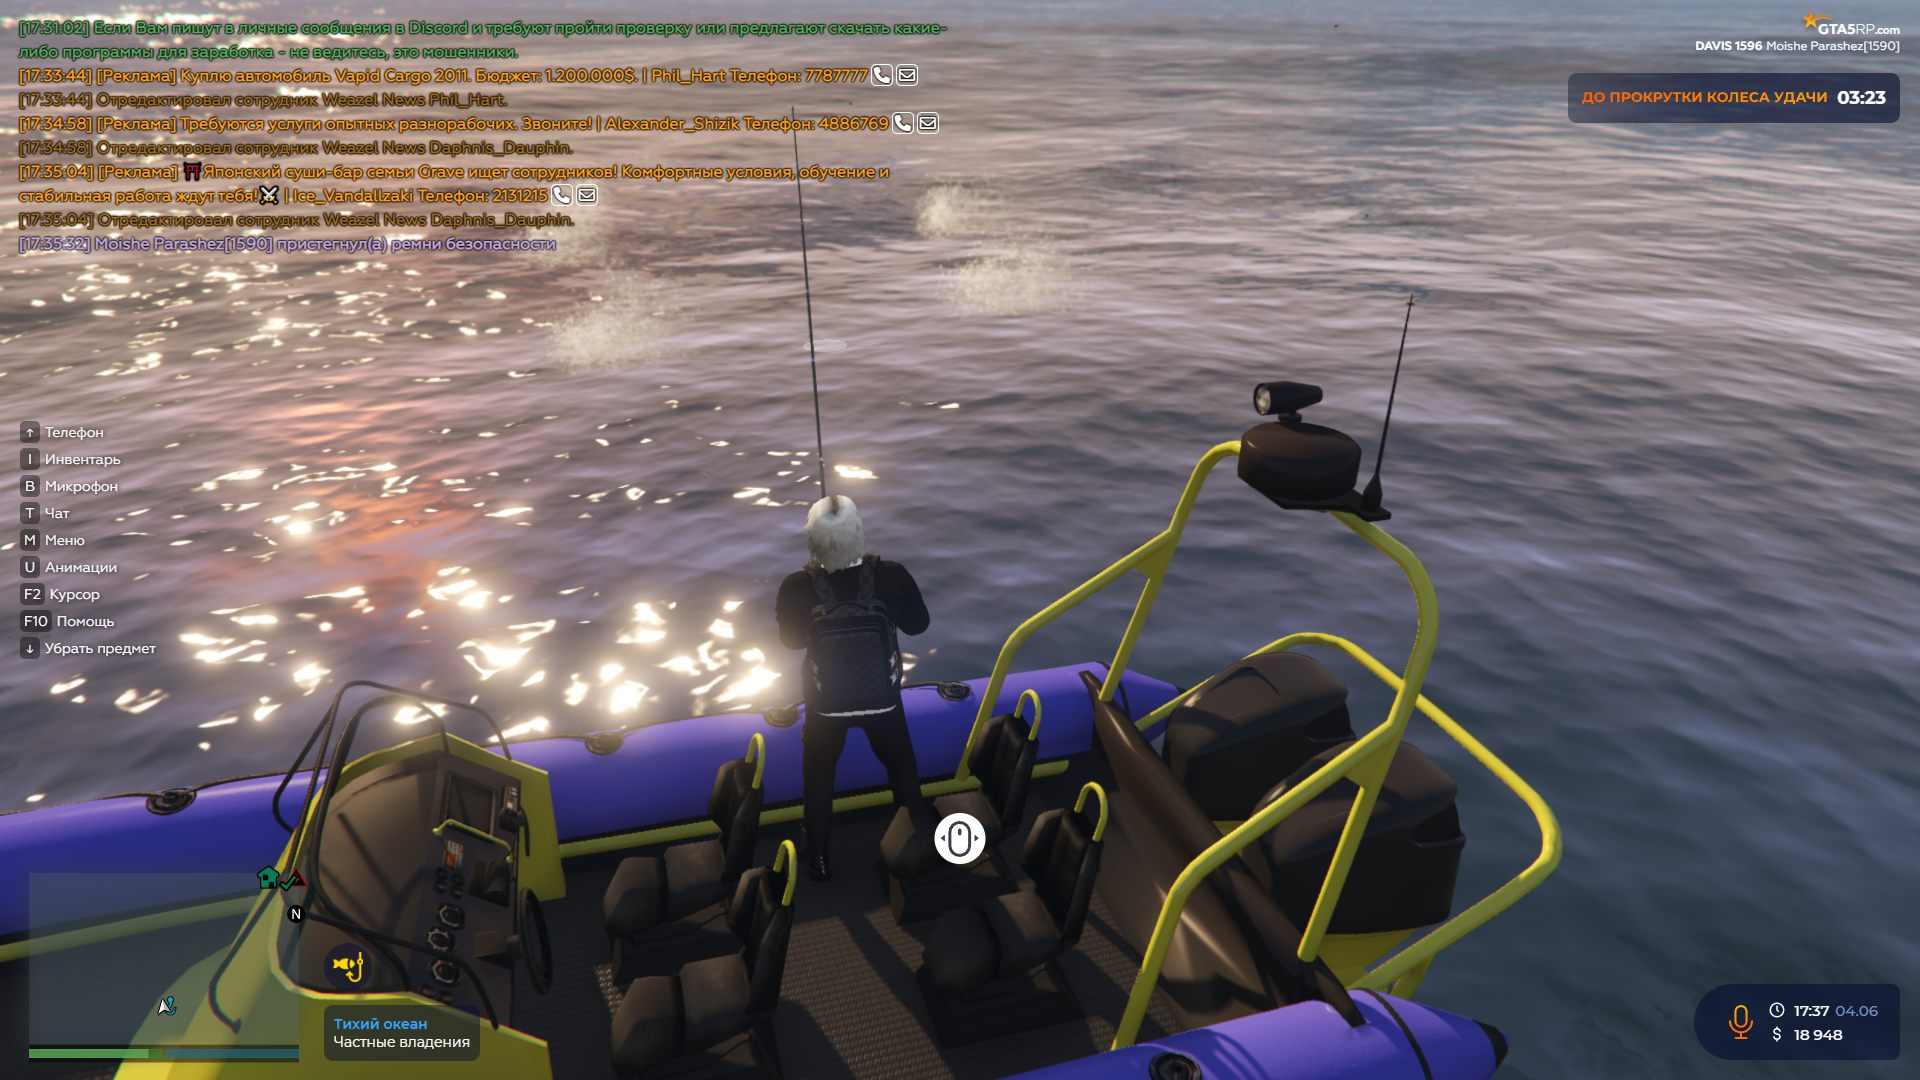 [17:31:02] Если Вам пишут в личные сообщения в Discord и требуют пройти проверку или предлагают скачать какие-
либо программы для заработка - не ведитесь, это мошенники.
[17:33:44] [Реклама] Куплю автомобиль Vapid Cargo 2011. Бюджет: 1.200.000$. | Phil_Hart Телефон: 7787777
[17:33:44] Отредактировал сотрудник Weazel News Phil_Hart.
[17:34:58] [Реклама] Требуются услуги опытных разнорабочих. Звоните! | Alexander_Shizik Телефон: 4886769
[17:34:58] Отредактировал сотрудник Weazel News Daphnis_Dauphin.
[17:35:04] [Реклама] Японский суши-бар семьи Grave ищет сотрудников! Комфортные условия, обучение и
стабильная работа ждут тебя! | Ice_Vandallzaki Телефон: 2131215
[17:35:04] Отредактировал сотрудник Weazel News Daphnis_Dauphin.
[17:35:32] Moishe Parashez[1590] пристегнул(а) ремни безопасности
GTA5RP.com
DAVIS 1596 Moishe Parashez[1590]
ДО ПРОКРУТКИ КОЛЕСА УДАЧИ 03:23
↑ Телефон
I Инвентарь
B Микрофон
T Чат
M Меню
U Анимации
F2 Курсор
F10 Помощь
↓ Убрать предмет
N
Тихий океан
Частные владения
17:37 04.06
$ 18 948